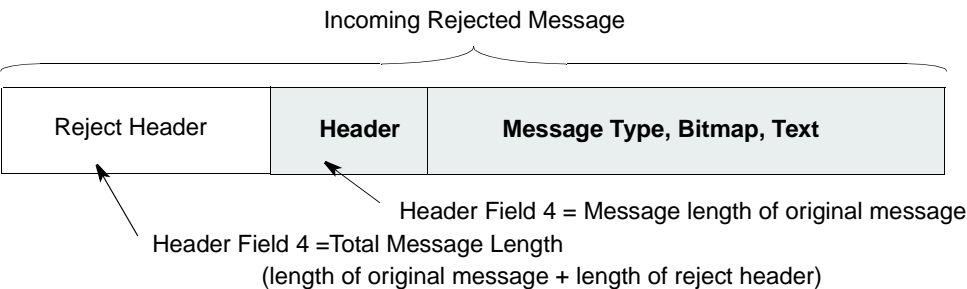 Incoming Rejected Message
Reject Header
Header
Message Type, Bitmap, Text
Header Field 4 = Message length of original message
Header Field 4 =Total Message Length
(length of original message + length of reject header)